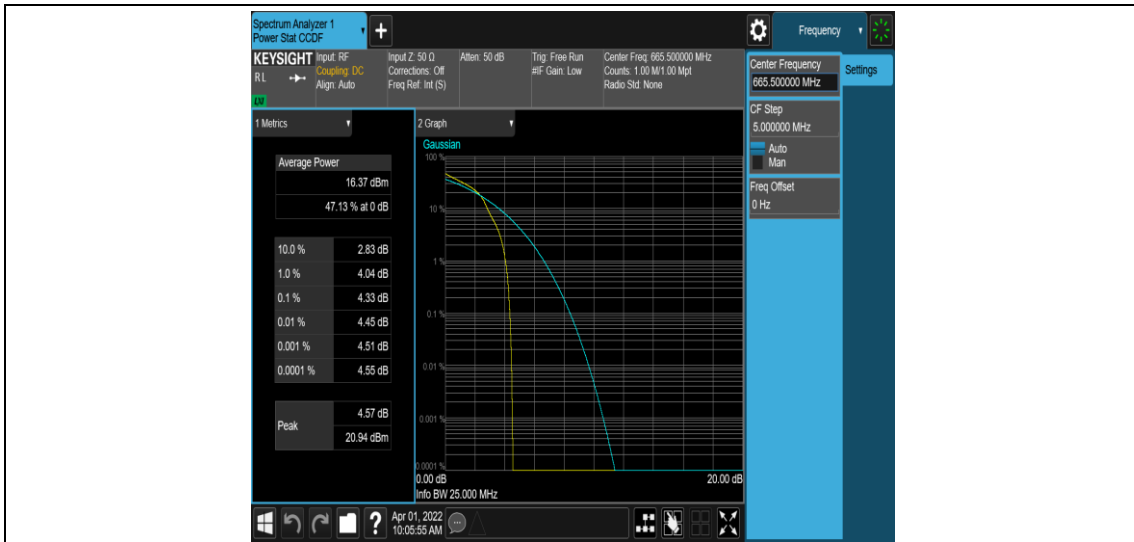 Spectrum Analyzer 1
Power Stat CCDF
+
Frequency
KEYSIGHT
RL
LXI
Input: RF
Coupling: DC
Align: Auto
Input Z: 50 Ω
Corrections: Off
Freq Ref: Int (S)
Atten: 50 dB
Trig: Free Run
#IF Gain: Low
Center Freq: 665.500000 MHz
Counts: 1.00 M/1.00 Mpt
Radio Std: None
Center Frequency
665.500000 MHz
Settings
CF Step
5.000000 MHz
Auto
Man
Freq Offset
0 Hz
1 Metrics
Average Power
16.37 dBm
47.13 % at 0 dB
10.0 % 2.83 dB
1.0 % 4.04 dB
0.1 % 4.33 dB
0.01 % 4.45 dB
0.001 % 4.51 dB
0.0001 % 4.55 dB
Peak
4.57 dB
20.94 dBm
2 Graph
Gaussian
100 %
10 %
1 %
0.1 %
0.01 %
0.001 %
0.0001 %
0.00 dB 20.00 dB
Info BW 25.000 MHz
?
Apr 01, 2022
10:05:55 AM